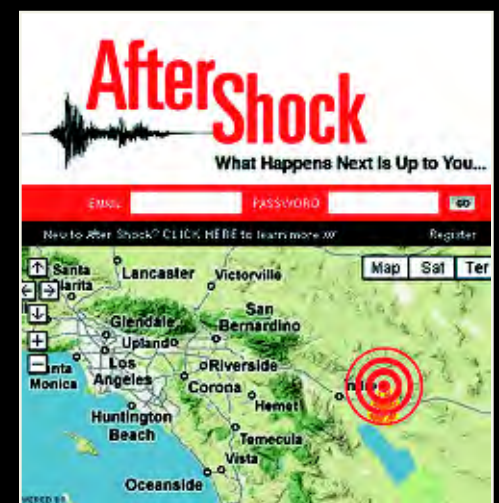 AfterShock
What Happens Next Is Up to You...
EMAIL PASSWORD GO
New to After Shock? CLICK HERE to learn more >>
Register
Map Sat Ter
Santa
Lancaster Victorville
larita
Glendale San
Upland Bernardino
Los
anta Angeles Riverside
Monica Corona
Hemet
Huntington
Beach Temecula
Vista
Oceanside